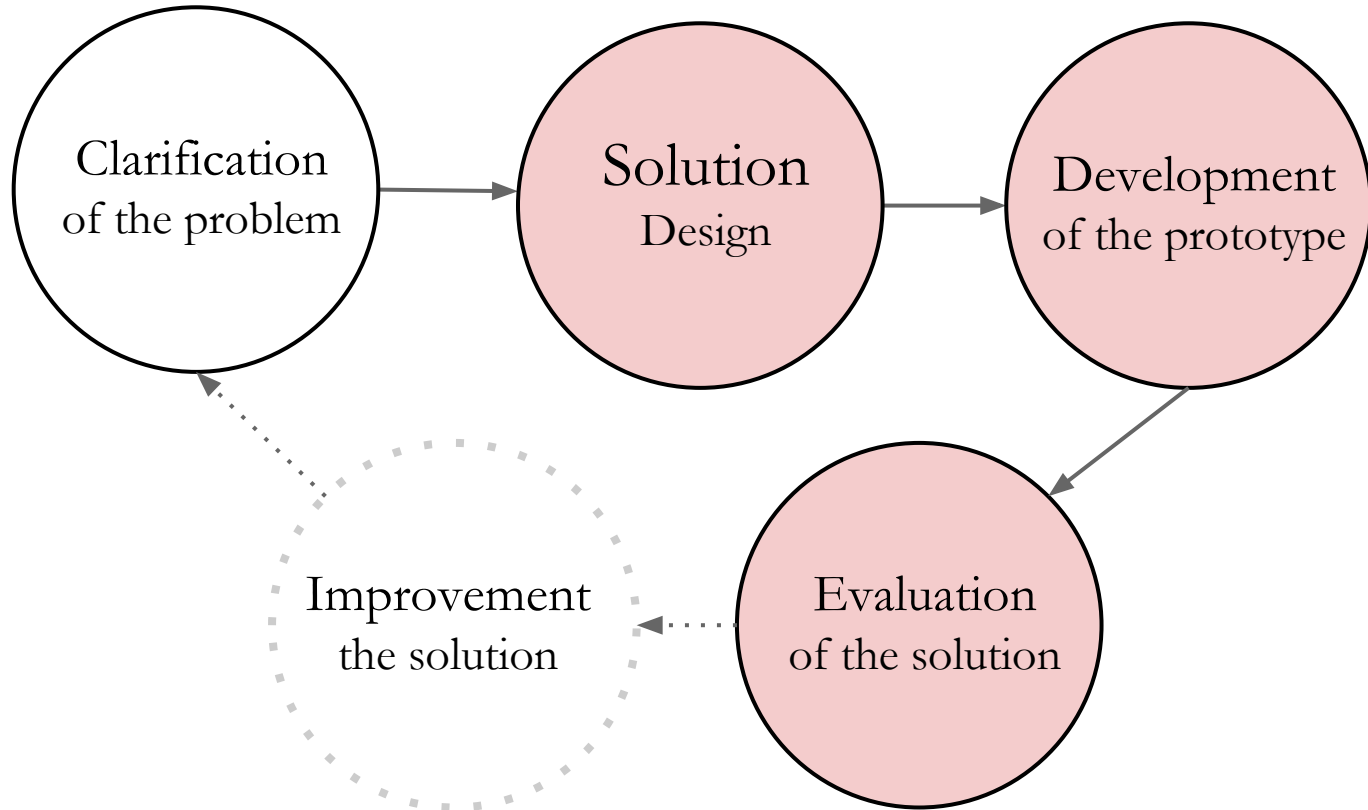 Clarification
of the problem
Solution
Design
Development
of the prototype
Evaluation
of the solution
Improvement
the solution